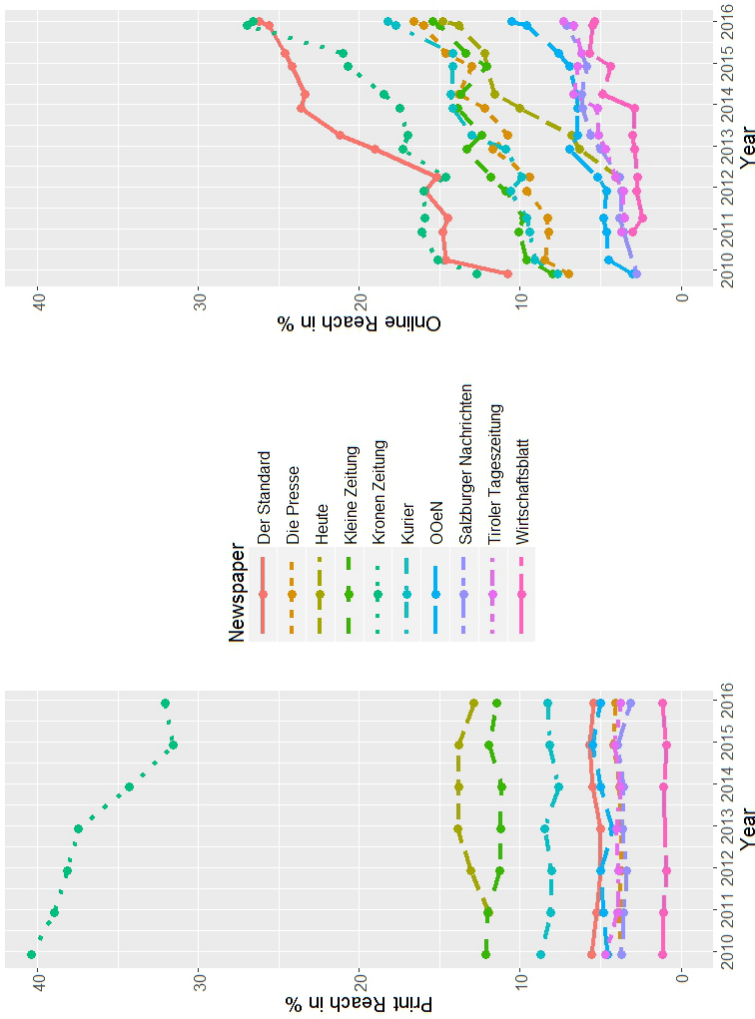 Print Reach in %
40
30
20
10
0
2010 2011 2012 2013 2014 2015 2016
Year
Newspaper
Der Standard
Die Presse
Heute
Kleine Zeitung
Kronen Zeitung
Kurier
OOeN
Salzburger Nachrichten
Tiroler Tageszeitung
Wirtschaftsblatt
Online Reach in %
40
30
20
10
0
2010 2011 2012 2013 2014 2015 2016
Year